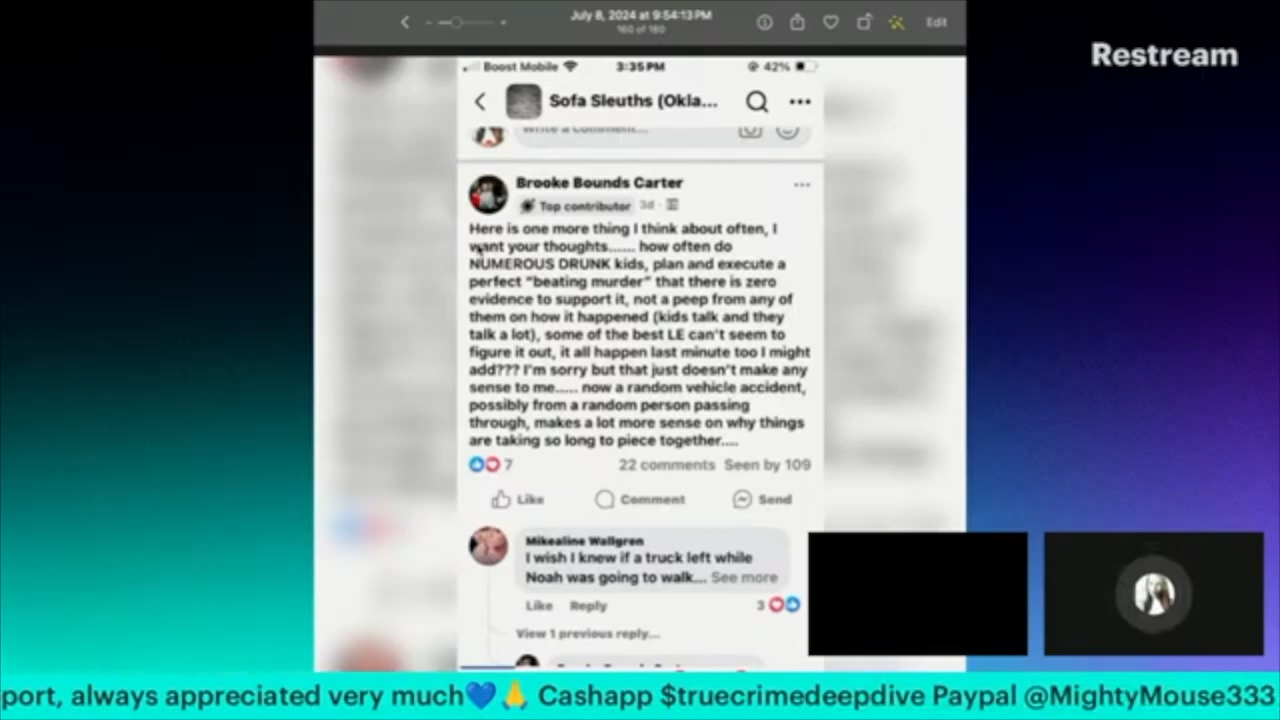 July 8, 2024 at 9:54:13 PM
160 of 160
Edit
Restream
Boost Mobile
3:35 PM
42%
Sofa Sleuths (Okla...
Write a comment...
Brooke Bounds Carter
Top contributor 3d
Here is one more thing I think about often, I
want your thoughts...... how often do
NUMEROUS DRUNK kids, plan and execute a
perfect "beating murder" that there is zero
evidence to support it, not a peep from any of
them on how it happened (kids talk and they
talk a lot), some of the best LE can't seem to
figure it out, it all happen last minute too I might
add??? I'm sorry but that just doesn't make any
sense to me..... now a random vehicle accident,
possibly from a random person passing
through, makes a lot more sense on why things
are taking so long to piece together....
7
22 comments Seen by 109
Like
Comment
Send
Mikealine Wallgren
I wish I knew if a truck left while
Noah was going to walk... See more
Like Reply
3
View 1 previous reply...
port, always appreciated very much💙🙏 Cashapp $truecrimedeepdive Paypal @MightyMouse333